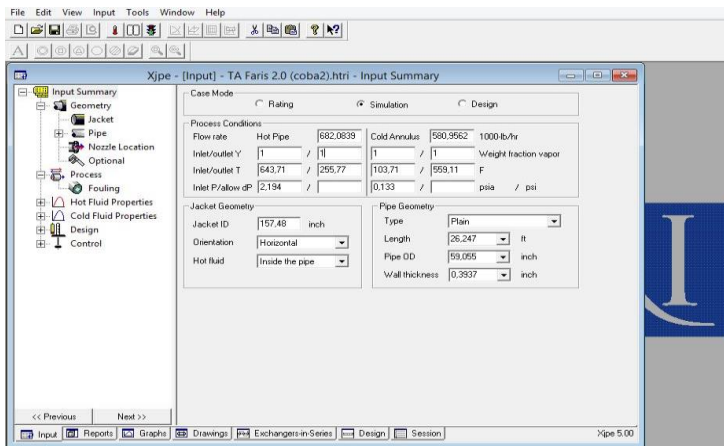 File Edit View Input Tools Window Help
Xjpe - [Input] - TA Faris 2.0 (coba2).htri - Input Summary
Input Summary
Geometry
Jacket
Pipe
Nozzle Location
Optional
Process
Fouling
Hot Fluid Properties
Cold Fluid Properties
Design
Control
Case Mode
Rating Simulation Design
Process Conditions
Flow rate Hot Pipe 682,0839 Cold Annulus 580,9562 1000-lb/hr
Inlet/outlet Y 1 / 1 1 / 1 Weight fraction vapor
Inlet/outlet T 643,71 / 255,77 103,71 / 559,11 F
Inlet P/allow dP 2,194 / 0,133 / psia / psi
Jacket Geometry
Jacket ID 157,48 inch
Orientation Horizontal
Hot fluid Inside the pipe
Pipe Geometry
Type Plain
Length 26,247 ft
Pipe OD 59,055 inch
Wall thickness 0,3937 inch
<< Previous Next >>
Input Reports Graphs Drawings Exchangers-in-Series Design Session Xjpe 5.00